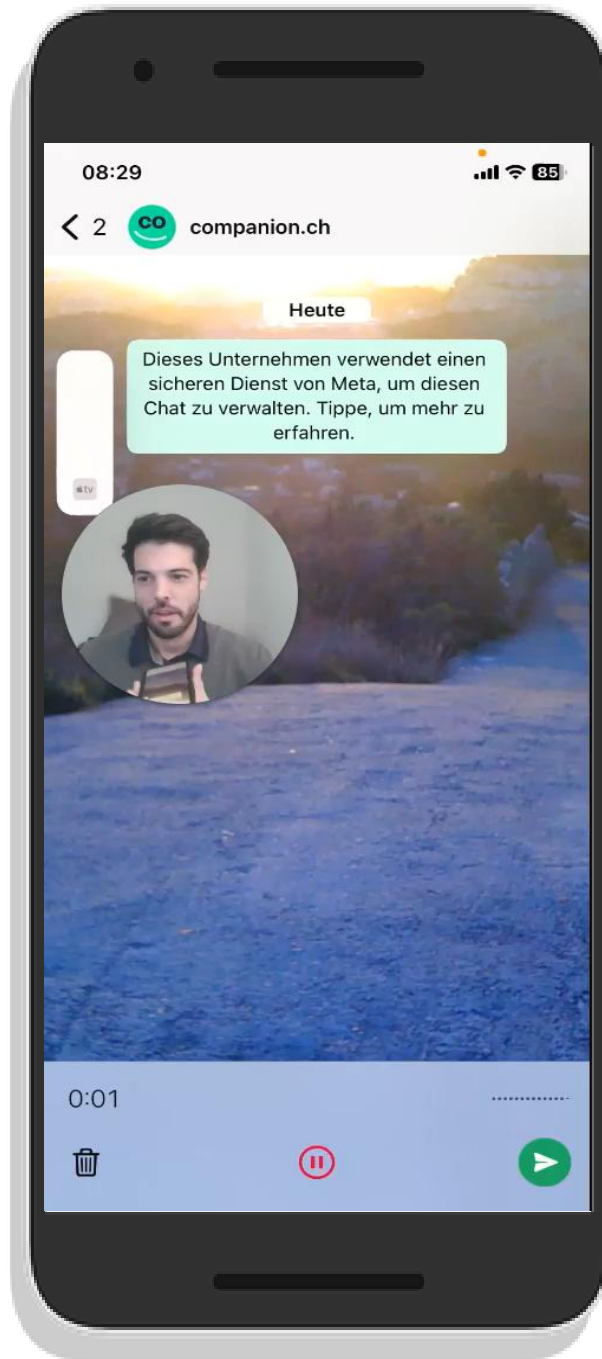 08:29
85
2
co
companion.ch
Heute
Dieses Unternehmen verwendet einen
sicheren Dienst von Meta, um diesen
Chat zu verwalten. Tippe, um mehr zu
erfahren.
tv
0:01